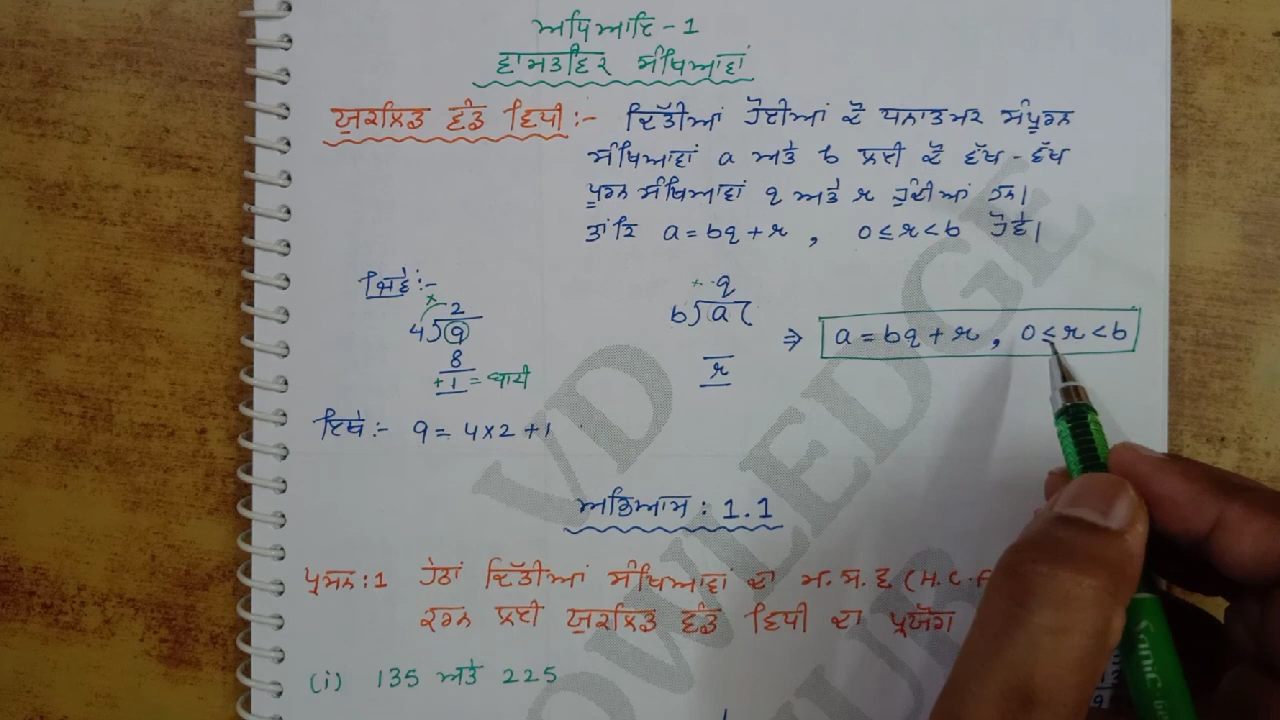 ਅਧਿਆਇ - 1
ਵਾਸਤਵਿਕ ਸੰਖਿਆਵਾਂ
ਯੂਕਲਿਡ ਵੰਡ ਵਿਧੀ :- ਦਿੱਤੀਆਂ ਹੋਈਆਂ ਦੋ ਧਨਾਤਮਕ ਸੰਪੂਰਨ
ਸੰਖਿਆਵਾਂ a ਅਤੇ b ਲਈ ਦੋ ਵੱਖ - ਵੱਖ
ਪੂਰਨ ਸੰਖਿਆਵਾਂ q ਅਤੇ r ਹੁੰਦੀਆਂ ਹਨ।
ਤਾਂਕਿ a = bq + r , 0 ≤ r < b ਹੋਵੇ।
ਜਿਵੇਂ :-
× 2
4) 9
8
+ 1 = ਬਾਕੀ
q
b) a (
r
⇒ a = bq + r , 0 ≤ r < b
ਇਥੇ :- 9 = 4 × 2 + 1
ਅਭਿਆਸ : 1.1
ਪ੍ਰਸ਼ਨ : 1 ਹੇਠਾਂ ਦਿੱਤੀਆਂ ਸੰਖਿਆਵਾਂ ਦਾ ਮ. ਸ. ਵ. (H.C.F
ਕਰਨ ਲਈ ਯੂਕਲਿਡ ਵੰਡ ਵਿਧੀ ਦਾ ਪ੍ਰਯੋਗ
(i) 135 ਅਤੇ 225
VD